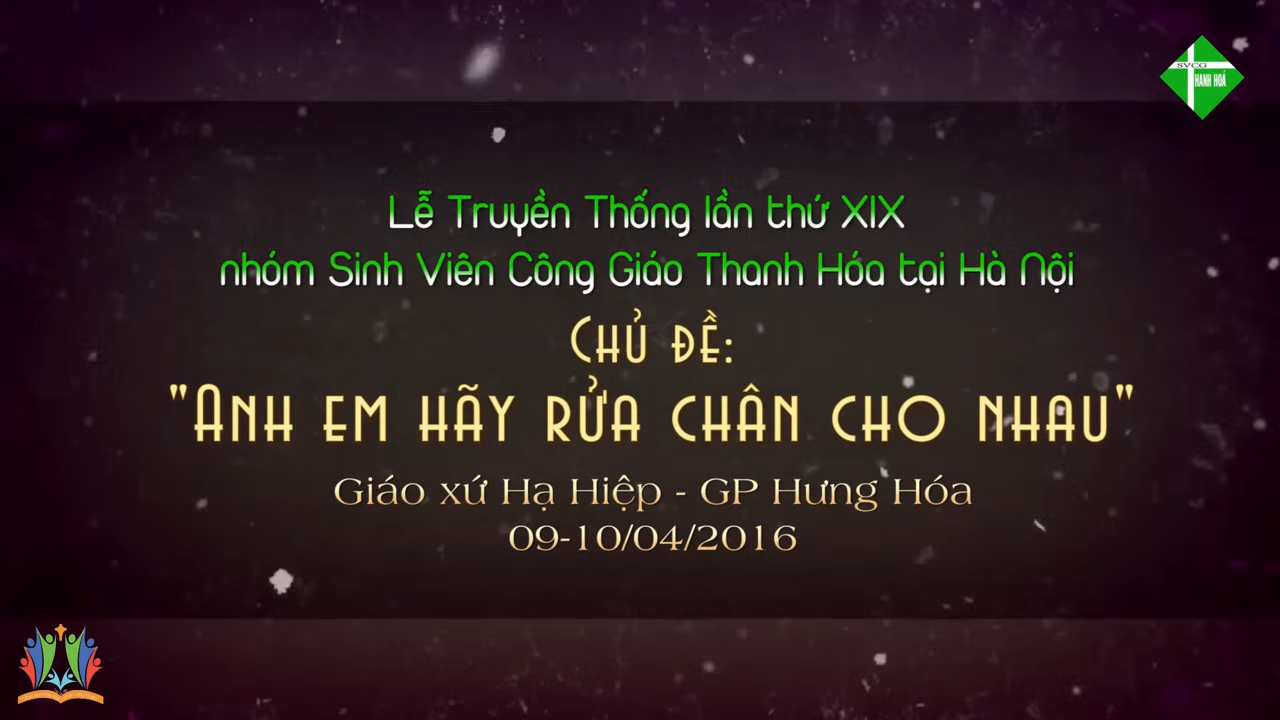 SVCG
THANH HOÁ
Lễ Truyền Thống lần thứ XIX
nhóm Sinh Viên Công Giáo Thanh Hóa tại Hà Nội
Chủ đề:
"Anh em hãy rửa chân cho nhau"
Giáo xứ Hạ Hiệp - GP Hưng Hóa
09-10/04/2016